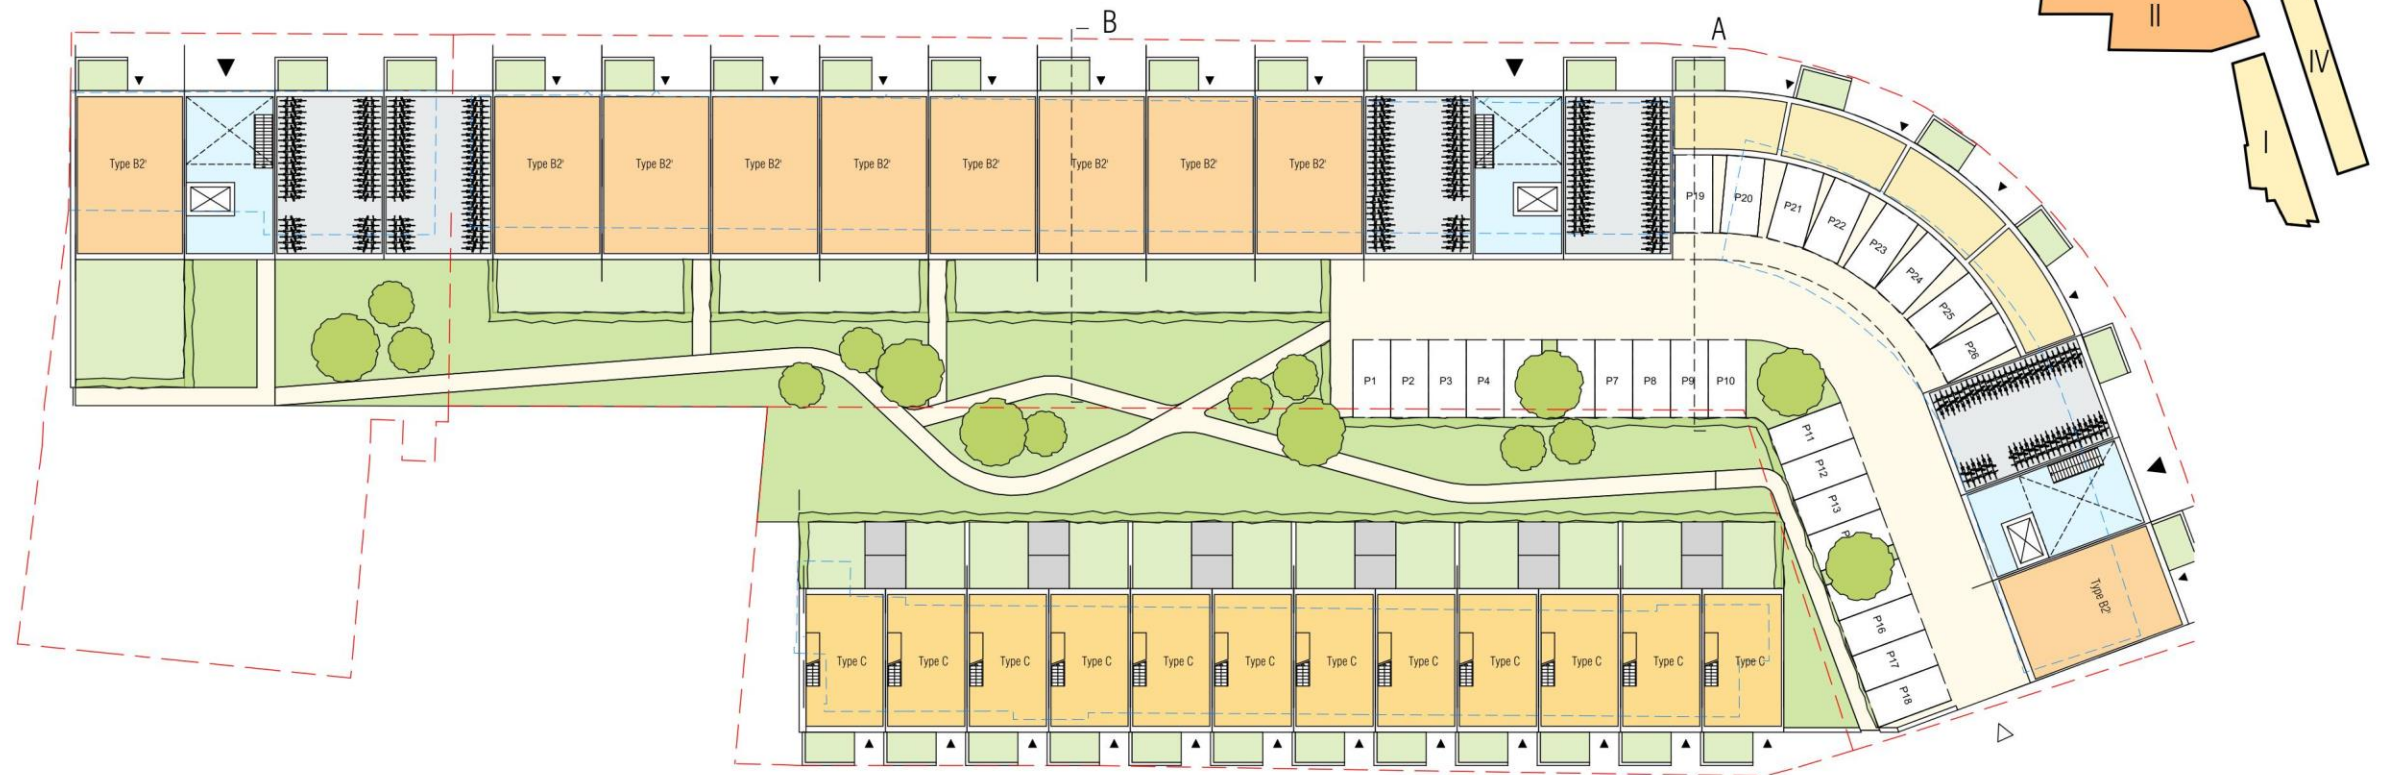 B
A
II
IV
I
Type B2'
Type B2'
Type B2'
Type B2'
Type B2'
Type B2'
Type B2'
Type B2'
Type B2'
P19
P20
P21
P22
P23
P24
P25
P26
P1
P2
P3
P4
P7
P8
P9
P10
P11
P12
P13
P16
P17
P18
Type B2'
Type C
Type C
Type C
Type C
Type C
Type C
Type C
Type C
Type C
Type C
Type C
Type C